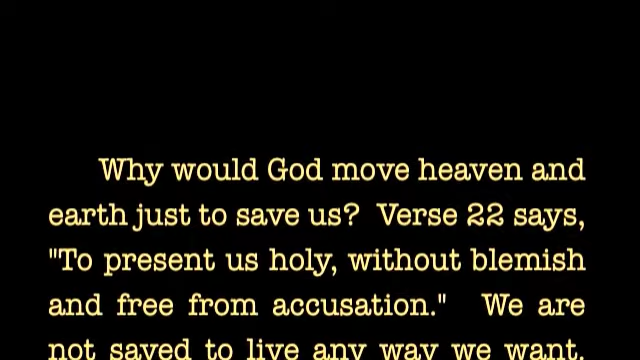 Why would God move heaven and
earth just to save us? Verse 22 says,
"To present us holy, without blemish
and free from accusation." We are
not saved to live any way we want.